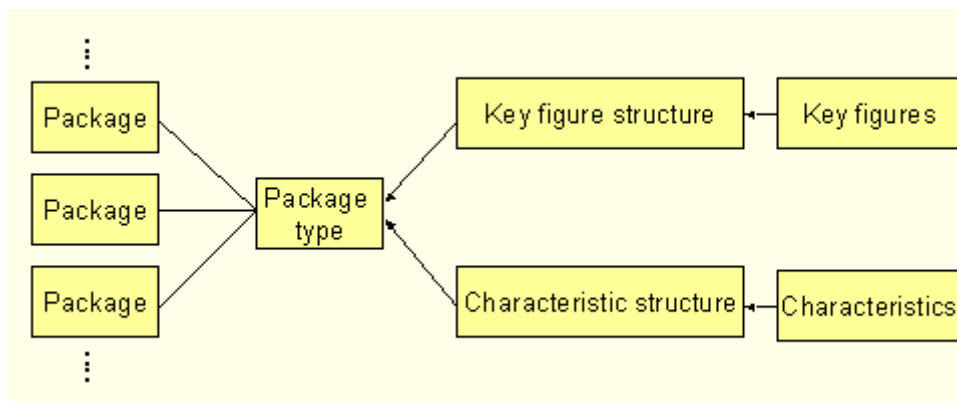 Package
Key figure structure
Key figures
Package
Package
type
Package
Characteristic structure
Characteristics